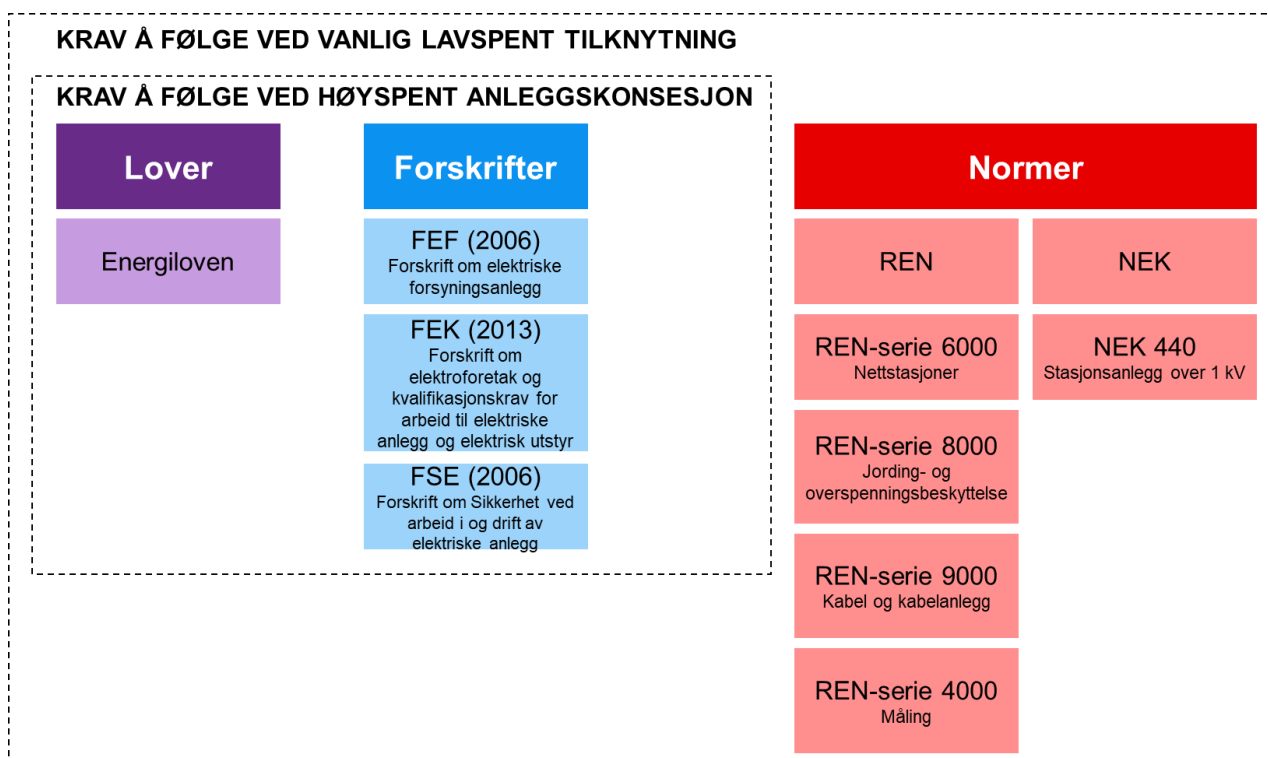 KRAV Å FØLGE VED VANLIG LAVSPENT TILKNYTNING
KRAV Å FØLGE VED HØYSPENT ANLEGGSKONSESJON
Lover
Energiloven
Forskrifter
FEF (2006)
Forskrift om elektriske
forsyningsanlegg
FEK (2013)
Forskrift om
elektroforetak og
kvalifikasjonskrav for
arbeid til elektriske
anlegg og elektrisk utstyr
FSE (2006)
Forskrift om Sikkerhet ved
arbeid i og drift av
elektriske anlegg
Normer
REN
REN-serie 6000
Nettstasjoner
REN-serie 8000
Jording- og
overspenningsbeskyttelse
REN-serie 9000
Kabel og kabelanlegg
REN-serie 4000
Måling
NEK
NEK 440
Stasjonsanlegg over 1 kV